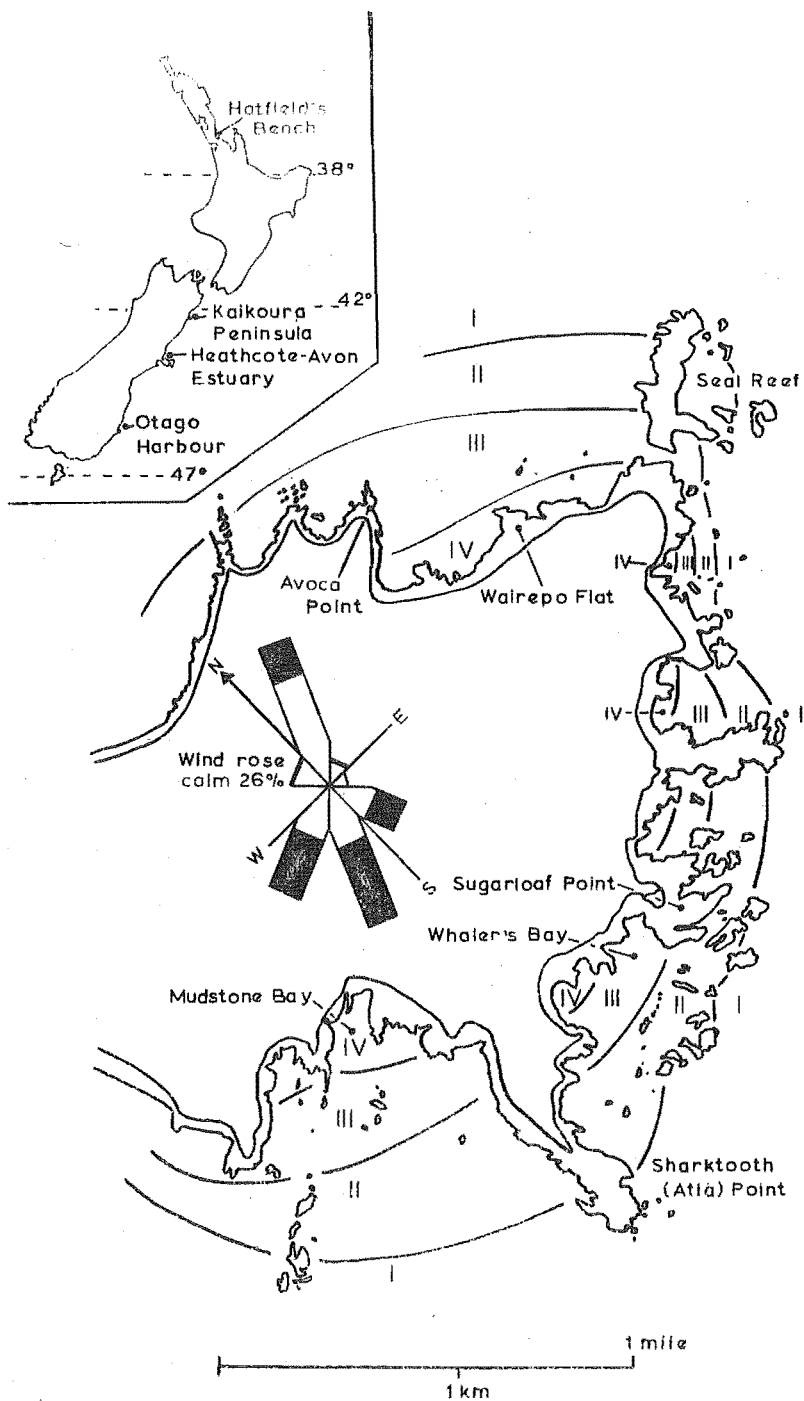 Hatfield's
Bench
38°
42°
Kaikoura
Peninsula
Heathcote-Avon
Estuary
Otago
Harbour
47°
I
II
III
IV
Seal Reef
Avoca
Point
Wairepo Flat
IV
III
II
I
N
E
Wind rose
calm 26%
W
S
IV
III
II
I
Sugarloaf Point
Whaler's Bay
IV
III
II
I
Mudstone Bay
IV
III
II
I
Sharktooth
(Atia) Point
1 mile
1 km